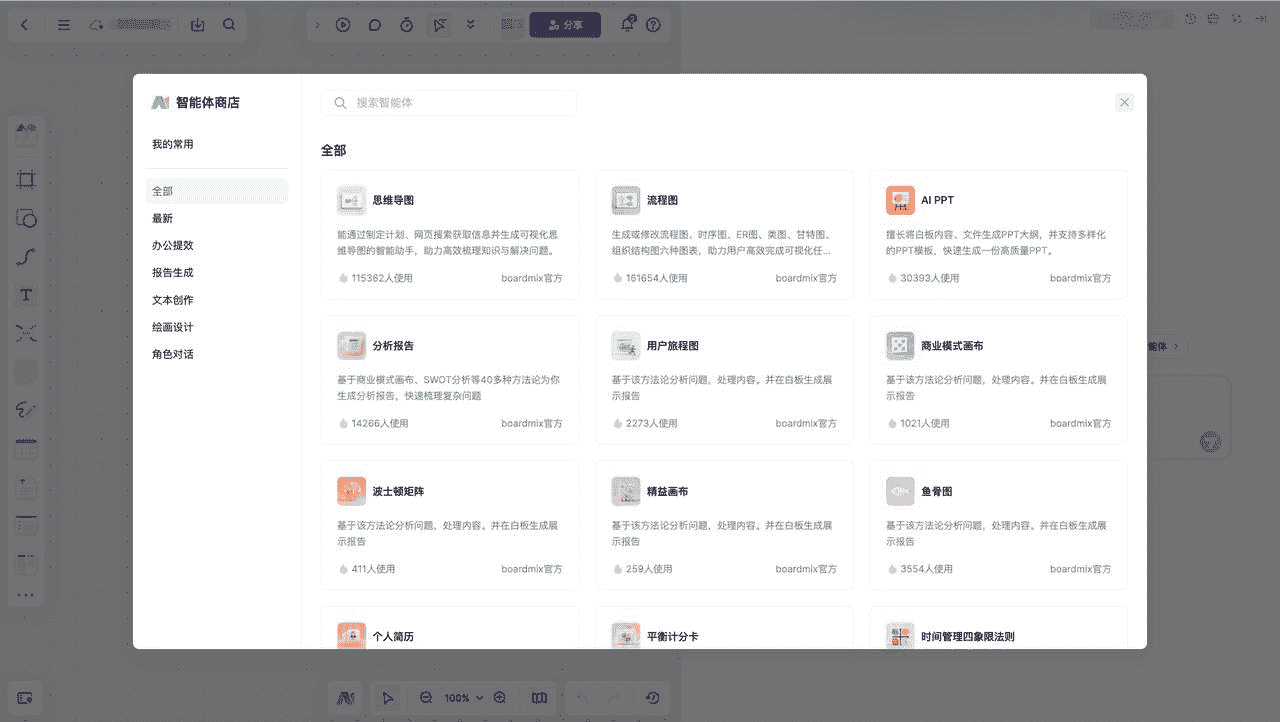 分享
智能体商店
搜索智能体
我的常用
全部
最新
办公提效
报告生成
文本创作
绘画设计
角色对话
全部
思维导图
能通过制定计划、网页搜索获取信息并生成可视化思
维导图的智能助手，助力高效梳理知识与解决问题。
115362人使用
boardmix官方
流程图
生成或修改流程图、时序图、ER图、类图、甘特图、
组织结构图六种图表，助力用户高效完成可视化任...
161654人使用
boardmix官方
AI PPT
擅长将白板内容、文件生成PPT大纲，并支持多样化
的PPT模板，快速生成一份高质量PPT。
30393人使用
boardmix官方
分析报告
基于商业模式画布、SWOT分析等40多种方法论为你
生成分析报告，快速梳理复杂问题
14266人使用
boardmix官方
用户旅程图
基于该方法论分析问题，处理内容。并在白板生成展
示报告
2273人使用
boardmix官方
商业模式画布
基于该方法论分析问题，处理内容。并在白板生成展
示报告
1021人使用
boardmix官方
波士顿矩阵
基于该方法论分析问题，处理内容。并在白板生成展
示报告
411人使用
boardmix官方
精益画布
基于该方法论分析问题，处理内容。并在白板生成展
示报告
259人使用
boardmix官方
鱼骨图
基于该方法论分析问题，处理内容。并在白板生成展
示报告
3554人使用
boardmix官方
个人简历
平衡计分卡
时间管理四象限法则
能体
100%